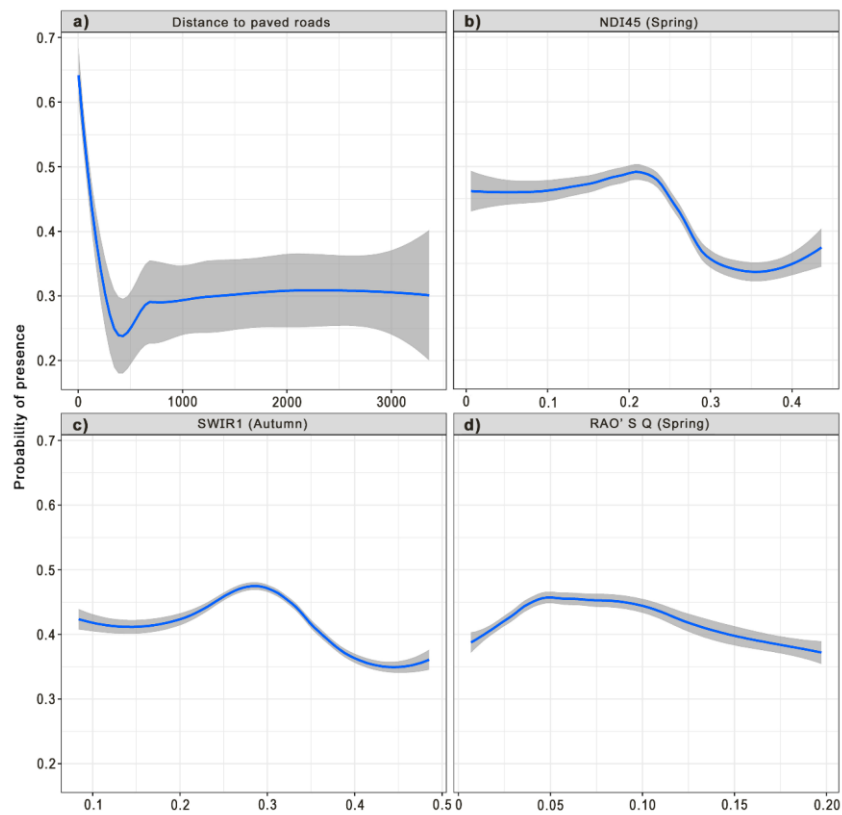 a) Distance to paved roads
b) NDI45 (Spring)
0.7
0.6
0.5
0.4
0.3
0.2
0 1000 2000 3000
0.1 0.2 0.3 0.4
0
Probability of presence
c) SWIR1 (Autumn)
d) RAO' S Q (Spring)
0.7
0.6
0.5
0.4
0.3
0.2
0.1 0.2 0.3 0.4 0.5
0 0.05 0.10 0.15 0.20